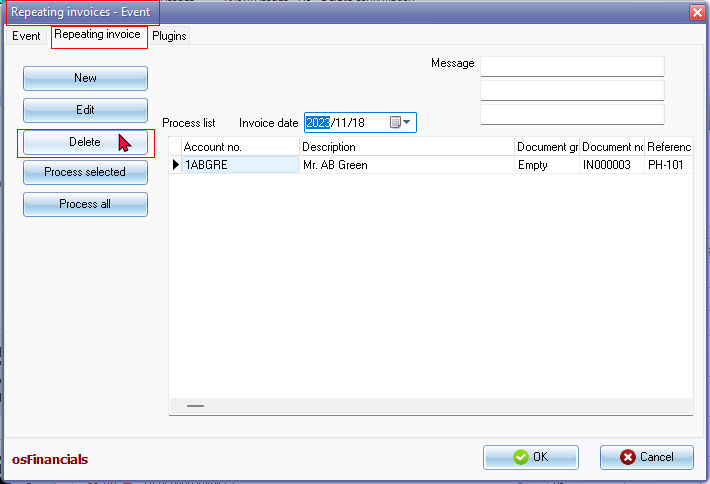 Repeating invoices - Event
Event Repeating invoice Plugins
New
Edit
Delete
Process selected
Process all
Message
Process list Invoice date 2023/11/18
Account no. Description Document gr Document no Referenc
1ABGRE Mr. AB Green Empty IN000003 PH-101
osFinancials
OK
Cancel